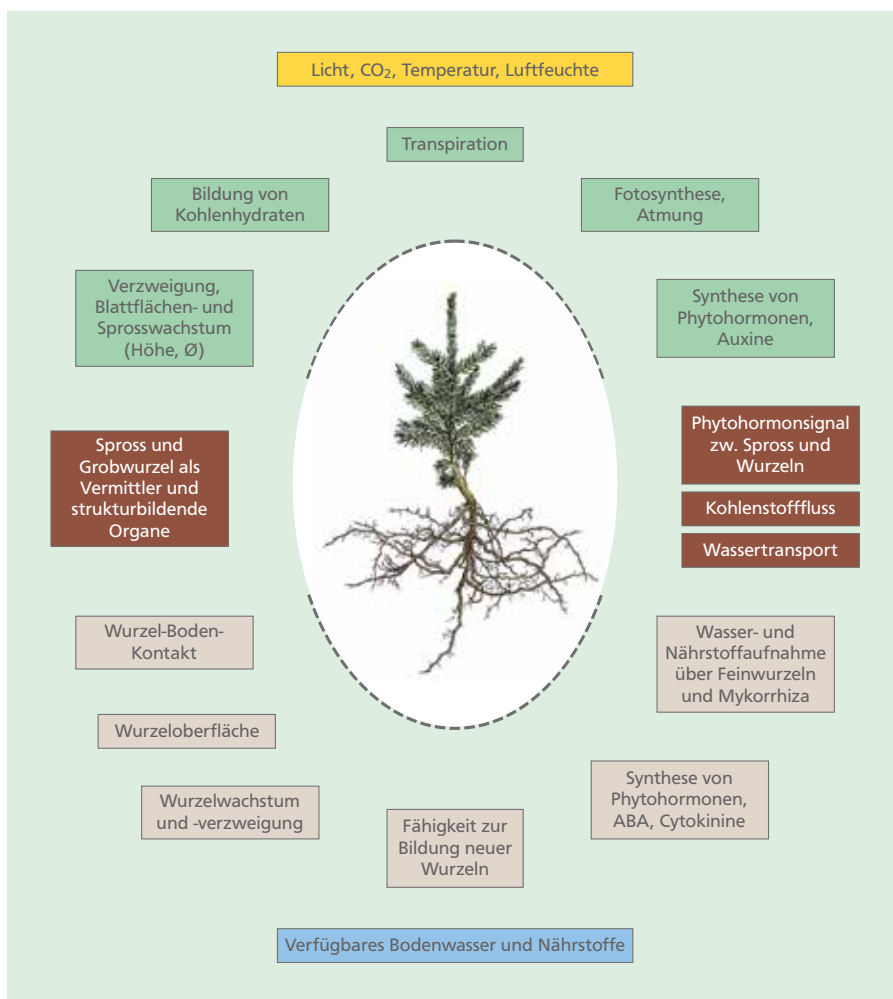 Licht, CO₂, Temperatur, Luftfeuchte
Transpiration
Bildung von
Kohlenhydraten
Fotosynthese,
Atmung
Verzweigung,
Blattflächen- und
Sprosswachstum
(Höhe, Ø)
Synthese von
Phytohormonen,
Auxine
Spross und
Grobwurzel als
Vermittler und
strukturbildende
Organe
Phytohormonsignal
zw. Spross und
Wurzeln
Kohlenstofffluss
Wassertransport
Wurzel-Boden-
Kontakt
Wasser- und
Nährstoffaufnahme
über Feinwurzeln
und Mykorrhiza
Wurzeloberfläche
Wurzelwachstum
und -verzweigung
Fähigkeit zur
Bildung neuer
Wurzeln
Synthese von
Phytohormonen,
ABA, Cytokinine
Verfügbares Bodenwasser und Nährstoffe